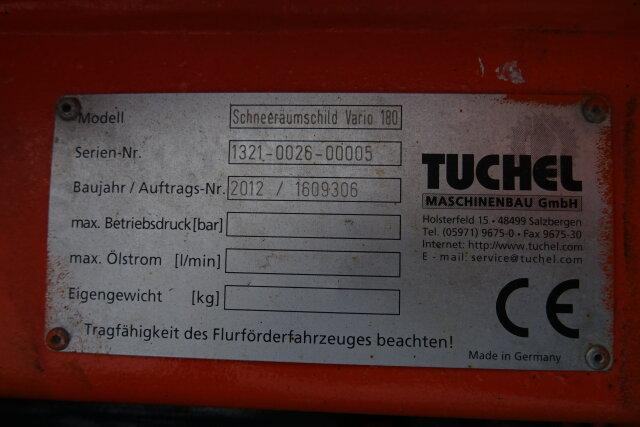 Modell Schneeräumschild Vario 180
Serien-Nr. 1321-0026-00005
Baujahr / Auftrags-Nr. 2012 / 1609306
max. Betriebsdruck [bar]
max. Ölstrom [l/min]
Eigengewicht [kg]
Tragfähigkeit des Flurförderfahrzeuges beachten!
TUCHEL
MASCHINENBAU GmbH
Holsterfeld 15 • 48499 Salzbergen
Tel. (05971) 9675-0 • Fax 9675-30
Internet: http://www.tuchel.com
E - mail: service@tuchel.com
CE
Made in Germany